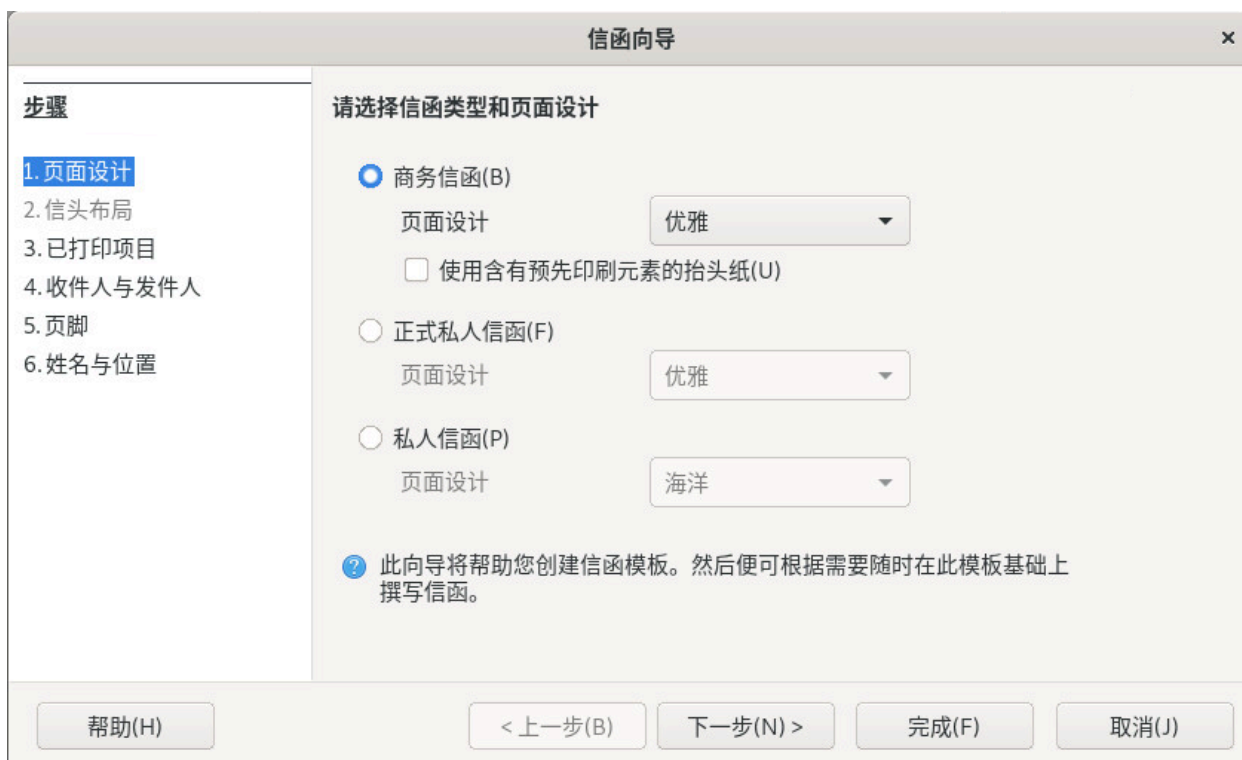 信函向导
步骤
1.页面设计
2.信头布局
3.已打印项目
4.收件人与发件人
5.页脚
6.姓名与位置
请选择信函类型和页面设计
商务信函(B)
页面设计 优雅
使用含有预先印刷元素的抬头纸(U)
正式私人信函(F)
页面设计 优雅
私人信函(P)
页面设计 海洋
此向导将帮助您创建信函模板。然后便可根据需要随时在此模板基础上
撰写信函。
帮助(H) <上一步(B) 下一步(N)> 完成(F) 取消(J)